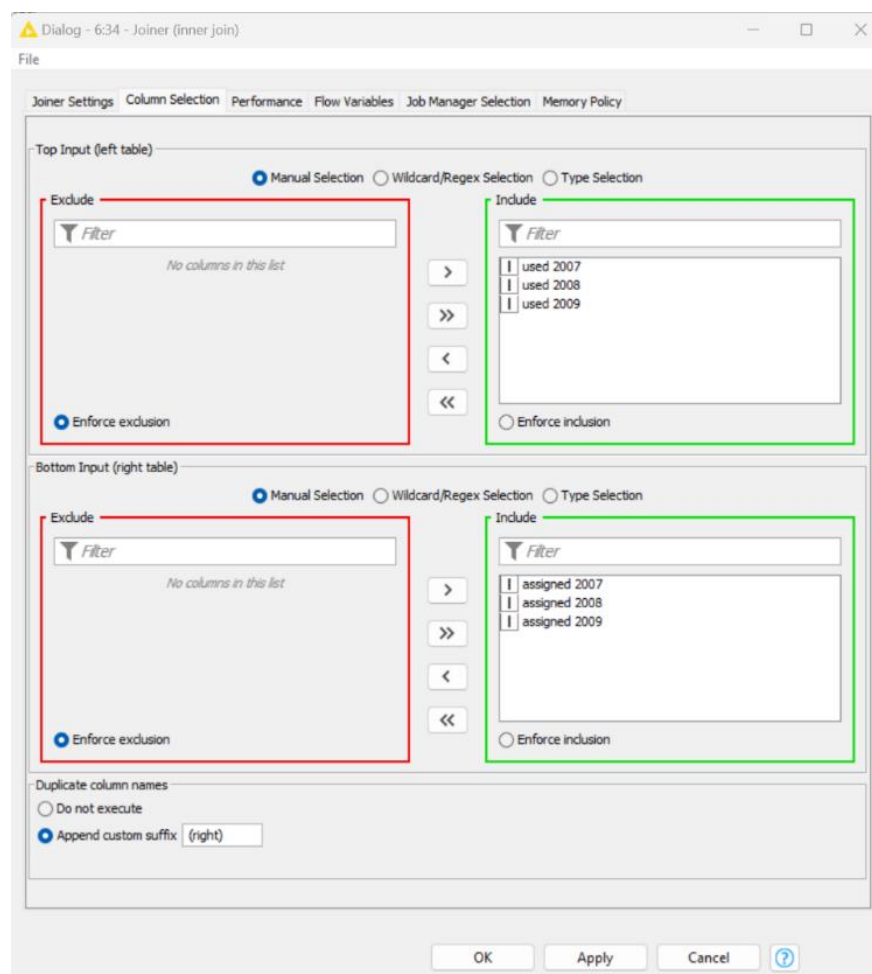 Dialog - 6:34 - Joiner (inner join)
File
Joiner Settings Column Selection Performance Flow Variables Job Manager Selection Memory Policy
Top Input (left table)
Manual Selection Wildcard/Regex Selection Type Selection
Exclude Include
Filter Filter
No columns in this list
I used 2007
I used 2008
I used 2009
>
>>
<
<<
Enforce exclusion Enforce inclusion
Bottom Input (right table)
Manual Selection Wildcard/Regex Selection Type Selection
Exclude Include
Filter Filter
No columns in this list
I assigned 2007
I assigned 2008
I assigned 2009
>
>>
<
<<
Enforce exclusion Enforce inclusion
Duplicate column names
Do not execute
Append custom suffix (right)
OK Apply Cancel ?